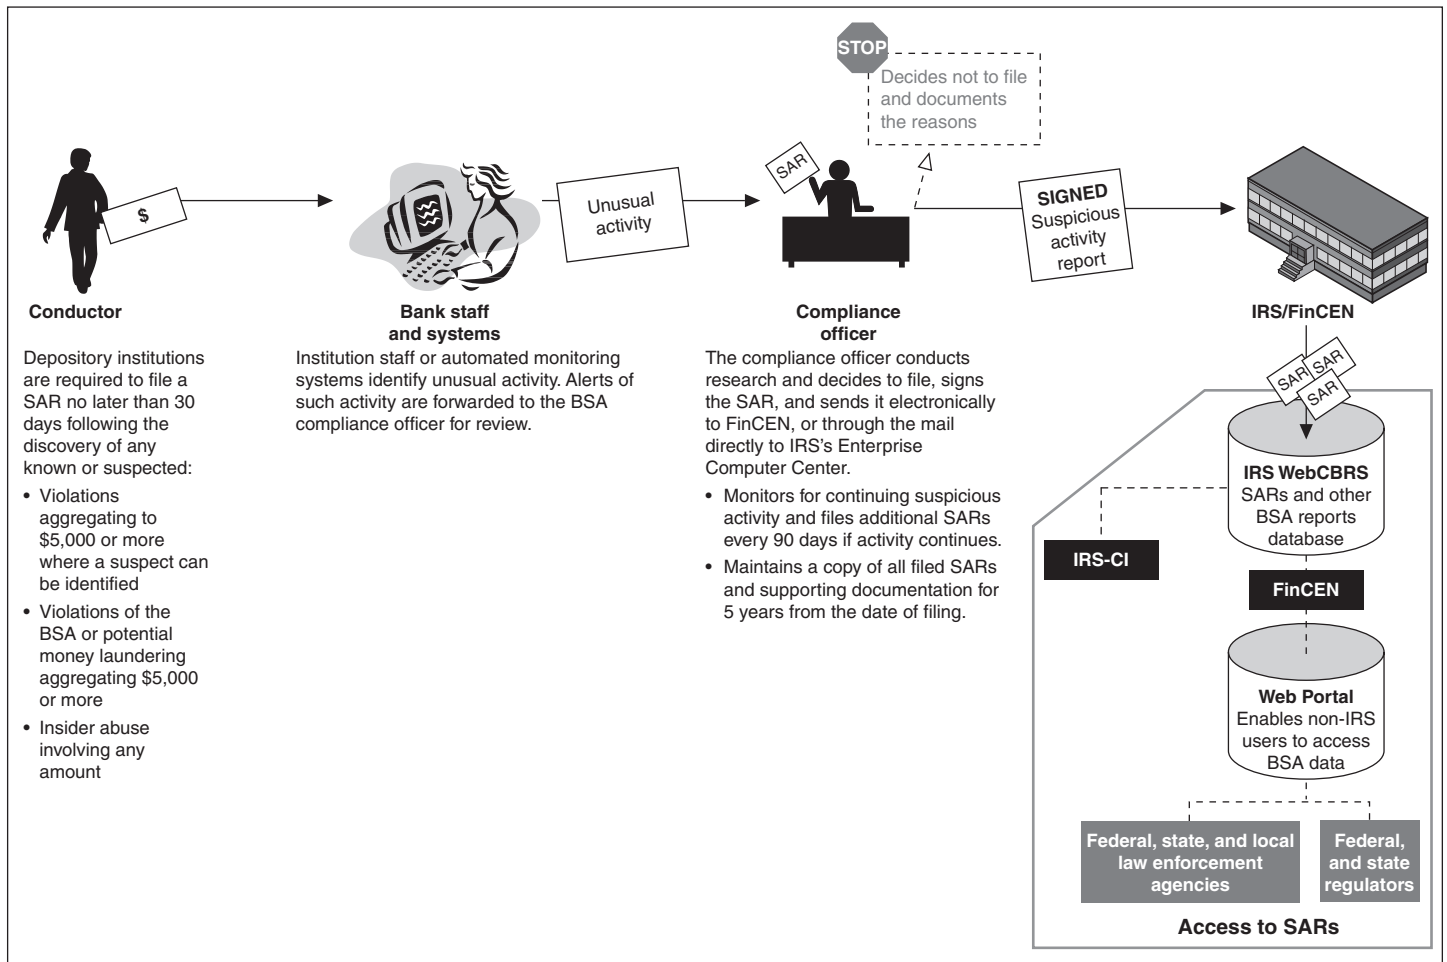 STOP
Decides not to file
and documents
the reasons
$
Unusual
activity
SAR
SIGNED
Suspicious
activity
report
Conductor
Depository institutions
are required to file a
SAR no later than 30
days following the
discovery of any
known or suspected:
• Violations
aggregating to
$5,000 or more
where a suspect can
be identified
• Violations of the
BSA or potential
money laundering
aggregating $5,000
or more
• Insider abuse
involving any
amount
Bank staff
and systems
Institution staff or automated monitoring
systems identify unusual activity. Alerts of
such activity are forwarded to the BSA
compliance officer for review.
Compliance
officer
The compliance officer conducts
research and decides to file, signs
the SAR, and sends it electronically
to FinCEN, or through the mail
directly to IRS's Enterprise
Computer Center.
• Monitors for continuing suspicious
activity and files additional SARs
every 90 days if activity continues.
• Maintains a copy of all filed SARs
and supporting documentation for
5 years from the date of filing.
IRS/FinCEN
SAR
SAR
SAR
IRS WebCBRS
SARs and other
BSA reports
database
IRS-CI
FinCEN
Web Portal
Enables non-IRS
users to access
BSA data
Federal, state, and local
law enforcement
agencies
Federal,
and state
regulators
Access to SARs